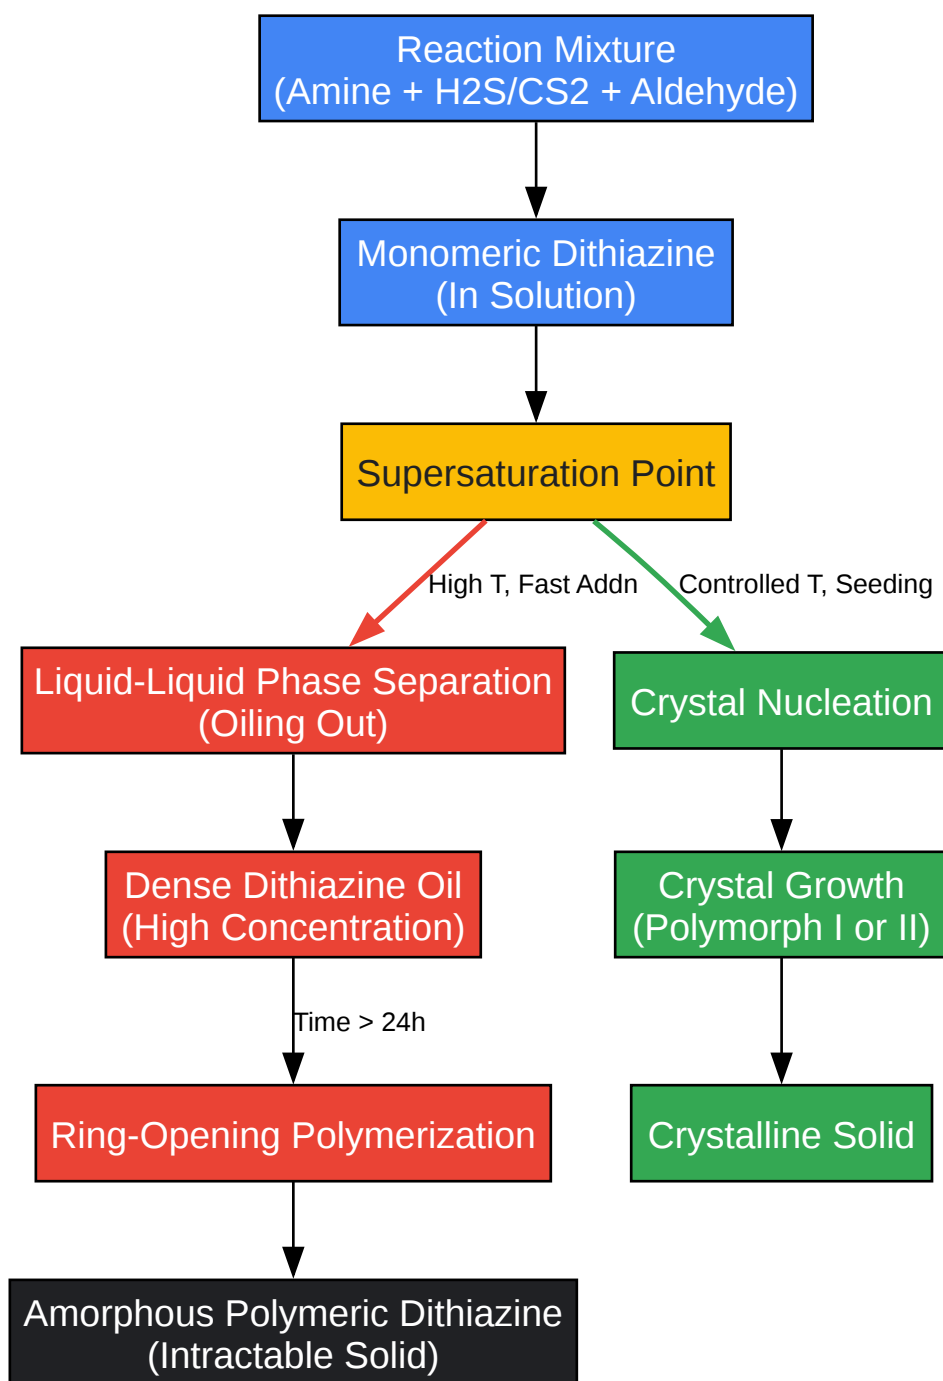 Reaction Mixture
(Amine + H2S/CS2 + Aldehyde)
Monomeric Dithiazine
(In Solution)
Supersaturation Point
High T, Fast Addn
Controlled T, Seeding
Liquid-Liquid Phase Separation
(Oiling Out)
Crystal Nucleation
Dense Dithiazine Oil
(High Concentration)
Crystal Growth
(Polymorph I or II)
Time > 24h
Ring-Opening Polymerization
Crystalline Solid
Amorphous Polymeric Dithiazine
(Intractable Solid)